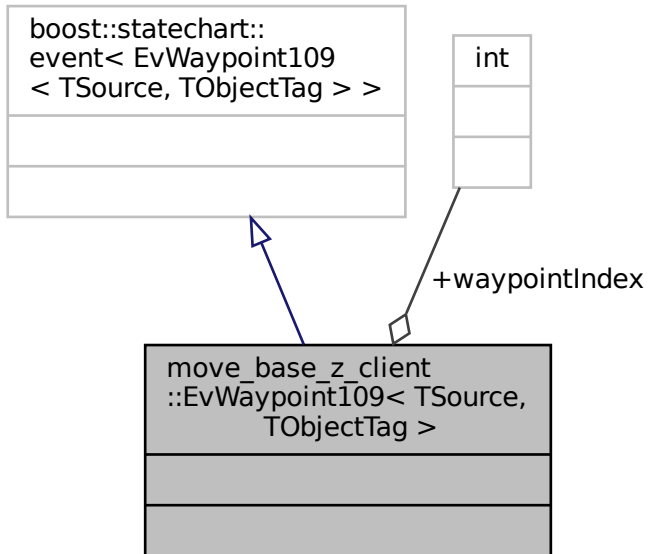 boost::statechart::
event< EvWaypoint109
< TSource, TObjectTag > >
int
+waypointIndex
move_base_z_client
::EvWaypoint109< TSource,
TObjectTag >